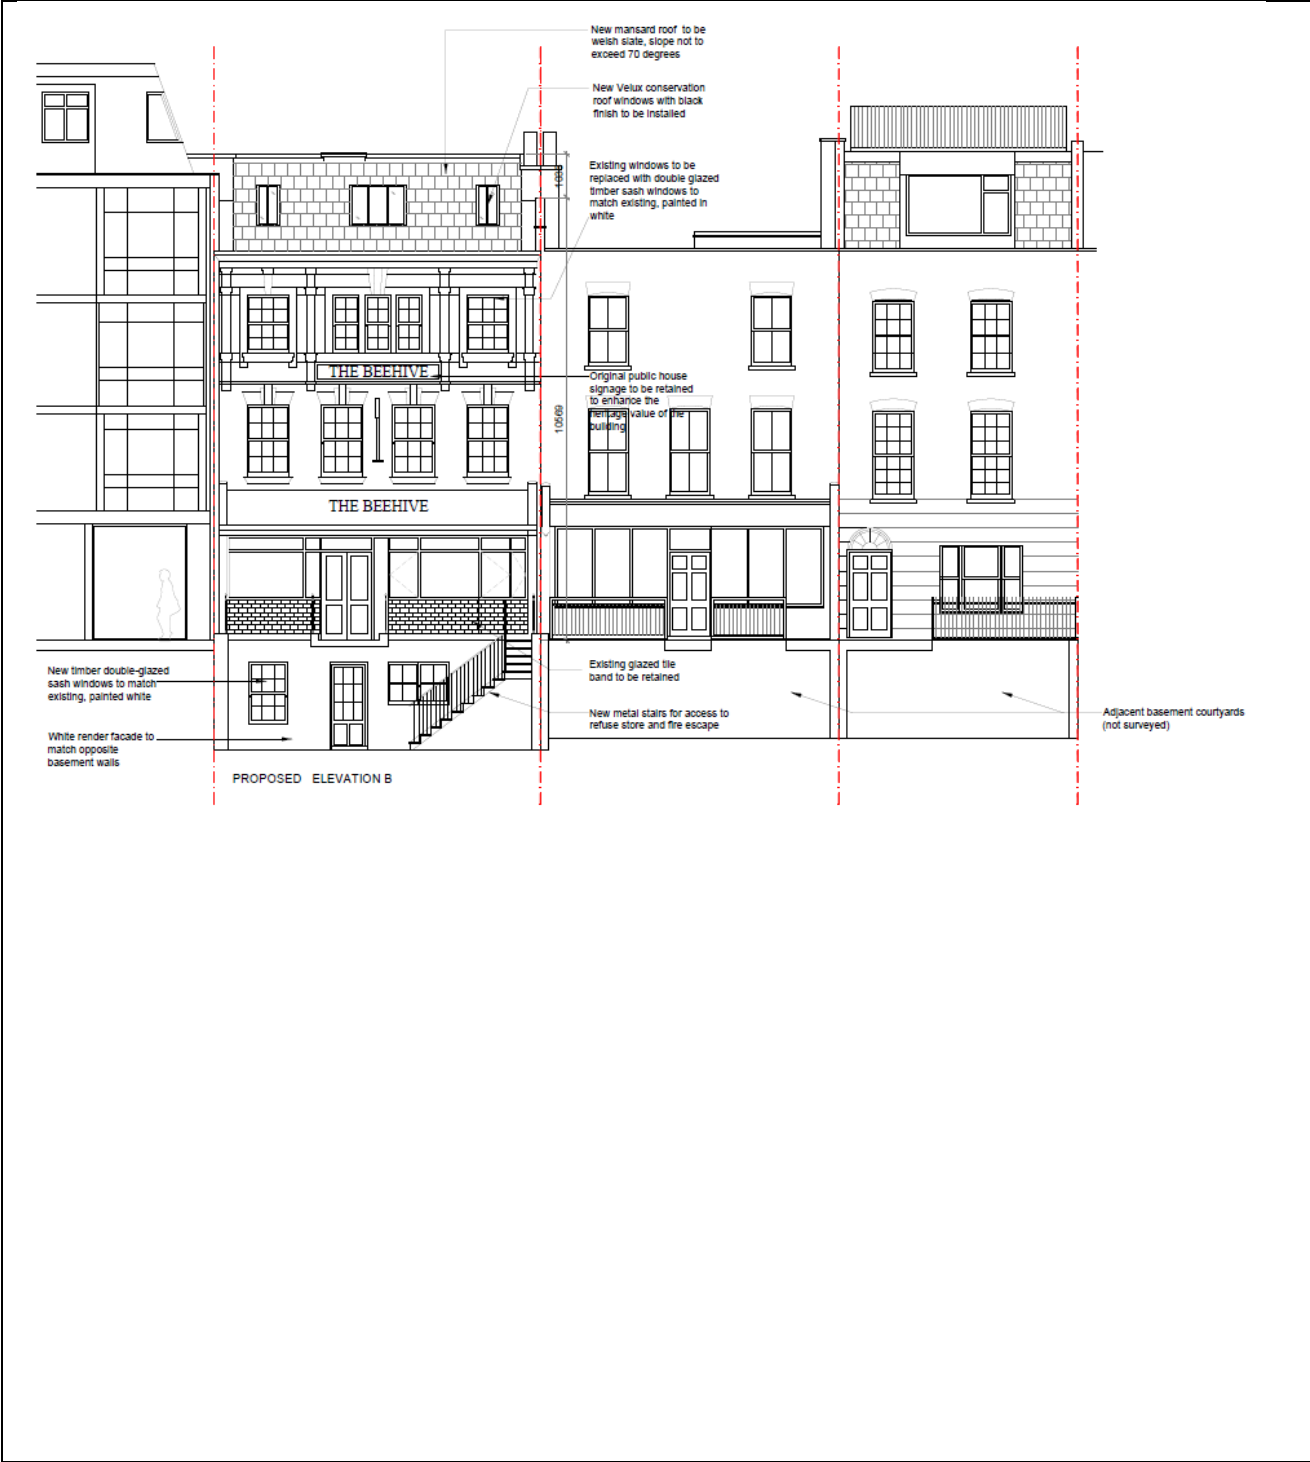 New mansard roof to be
welsh slate, slope not to
exceed 70 degrees
New Velux conservation
roof windows with black
finish to be installed
Existing windows to be
replaced with double glazed
timber sash windows to
match existing, painted in
white
THE BEEHIVE
Original public house
signage to be retained
to enhance the
heritage value of the
building
10569
THE BEEHIVE
New timber double-glazed
sash windows to match
existing, painted white
White render facade to
match opposite
basement walls
Existing glazed tile
band to be retained
New metal stairs for access to
refuse store and fire escape
Adjacent basement courtyards
(not surveyed)
PROPOSED ELEVATION B